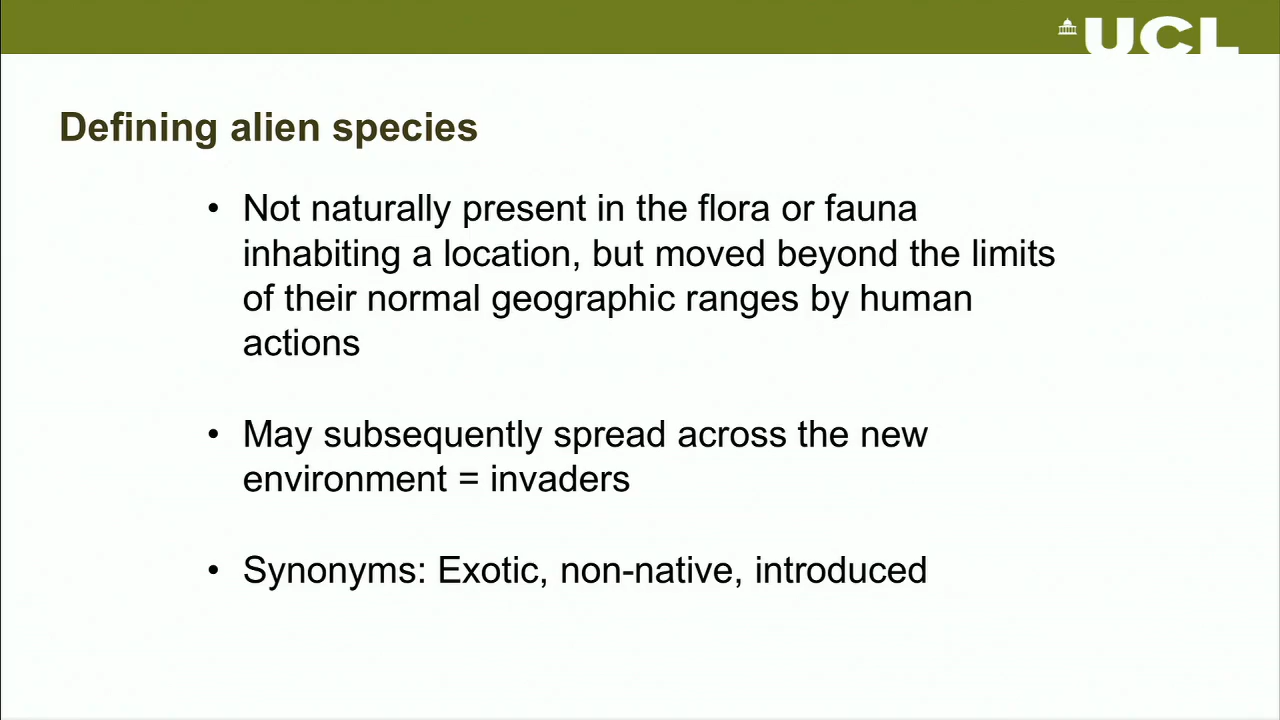 UCL
Defining alien species
• Not naturally present in the flora or fauna
inhabiting a location, but moved beyond the limits
of their normal geographic ranges by human
actions
• May subsequently spread across the new
environment = invaders
• Synonyms: Exotic, non-native, introduced